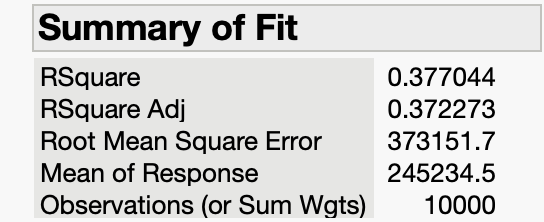 Summary of Fit
RSquare 0.377044
RSquare Adj 0.372273
Root Mean Square Error 373151.7
Mean of Response 245234.5
Observations (or Sum Wgts) 10000